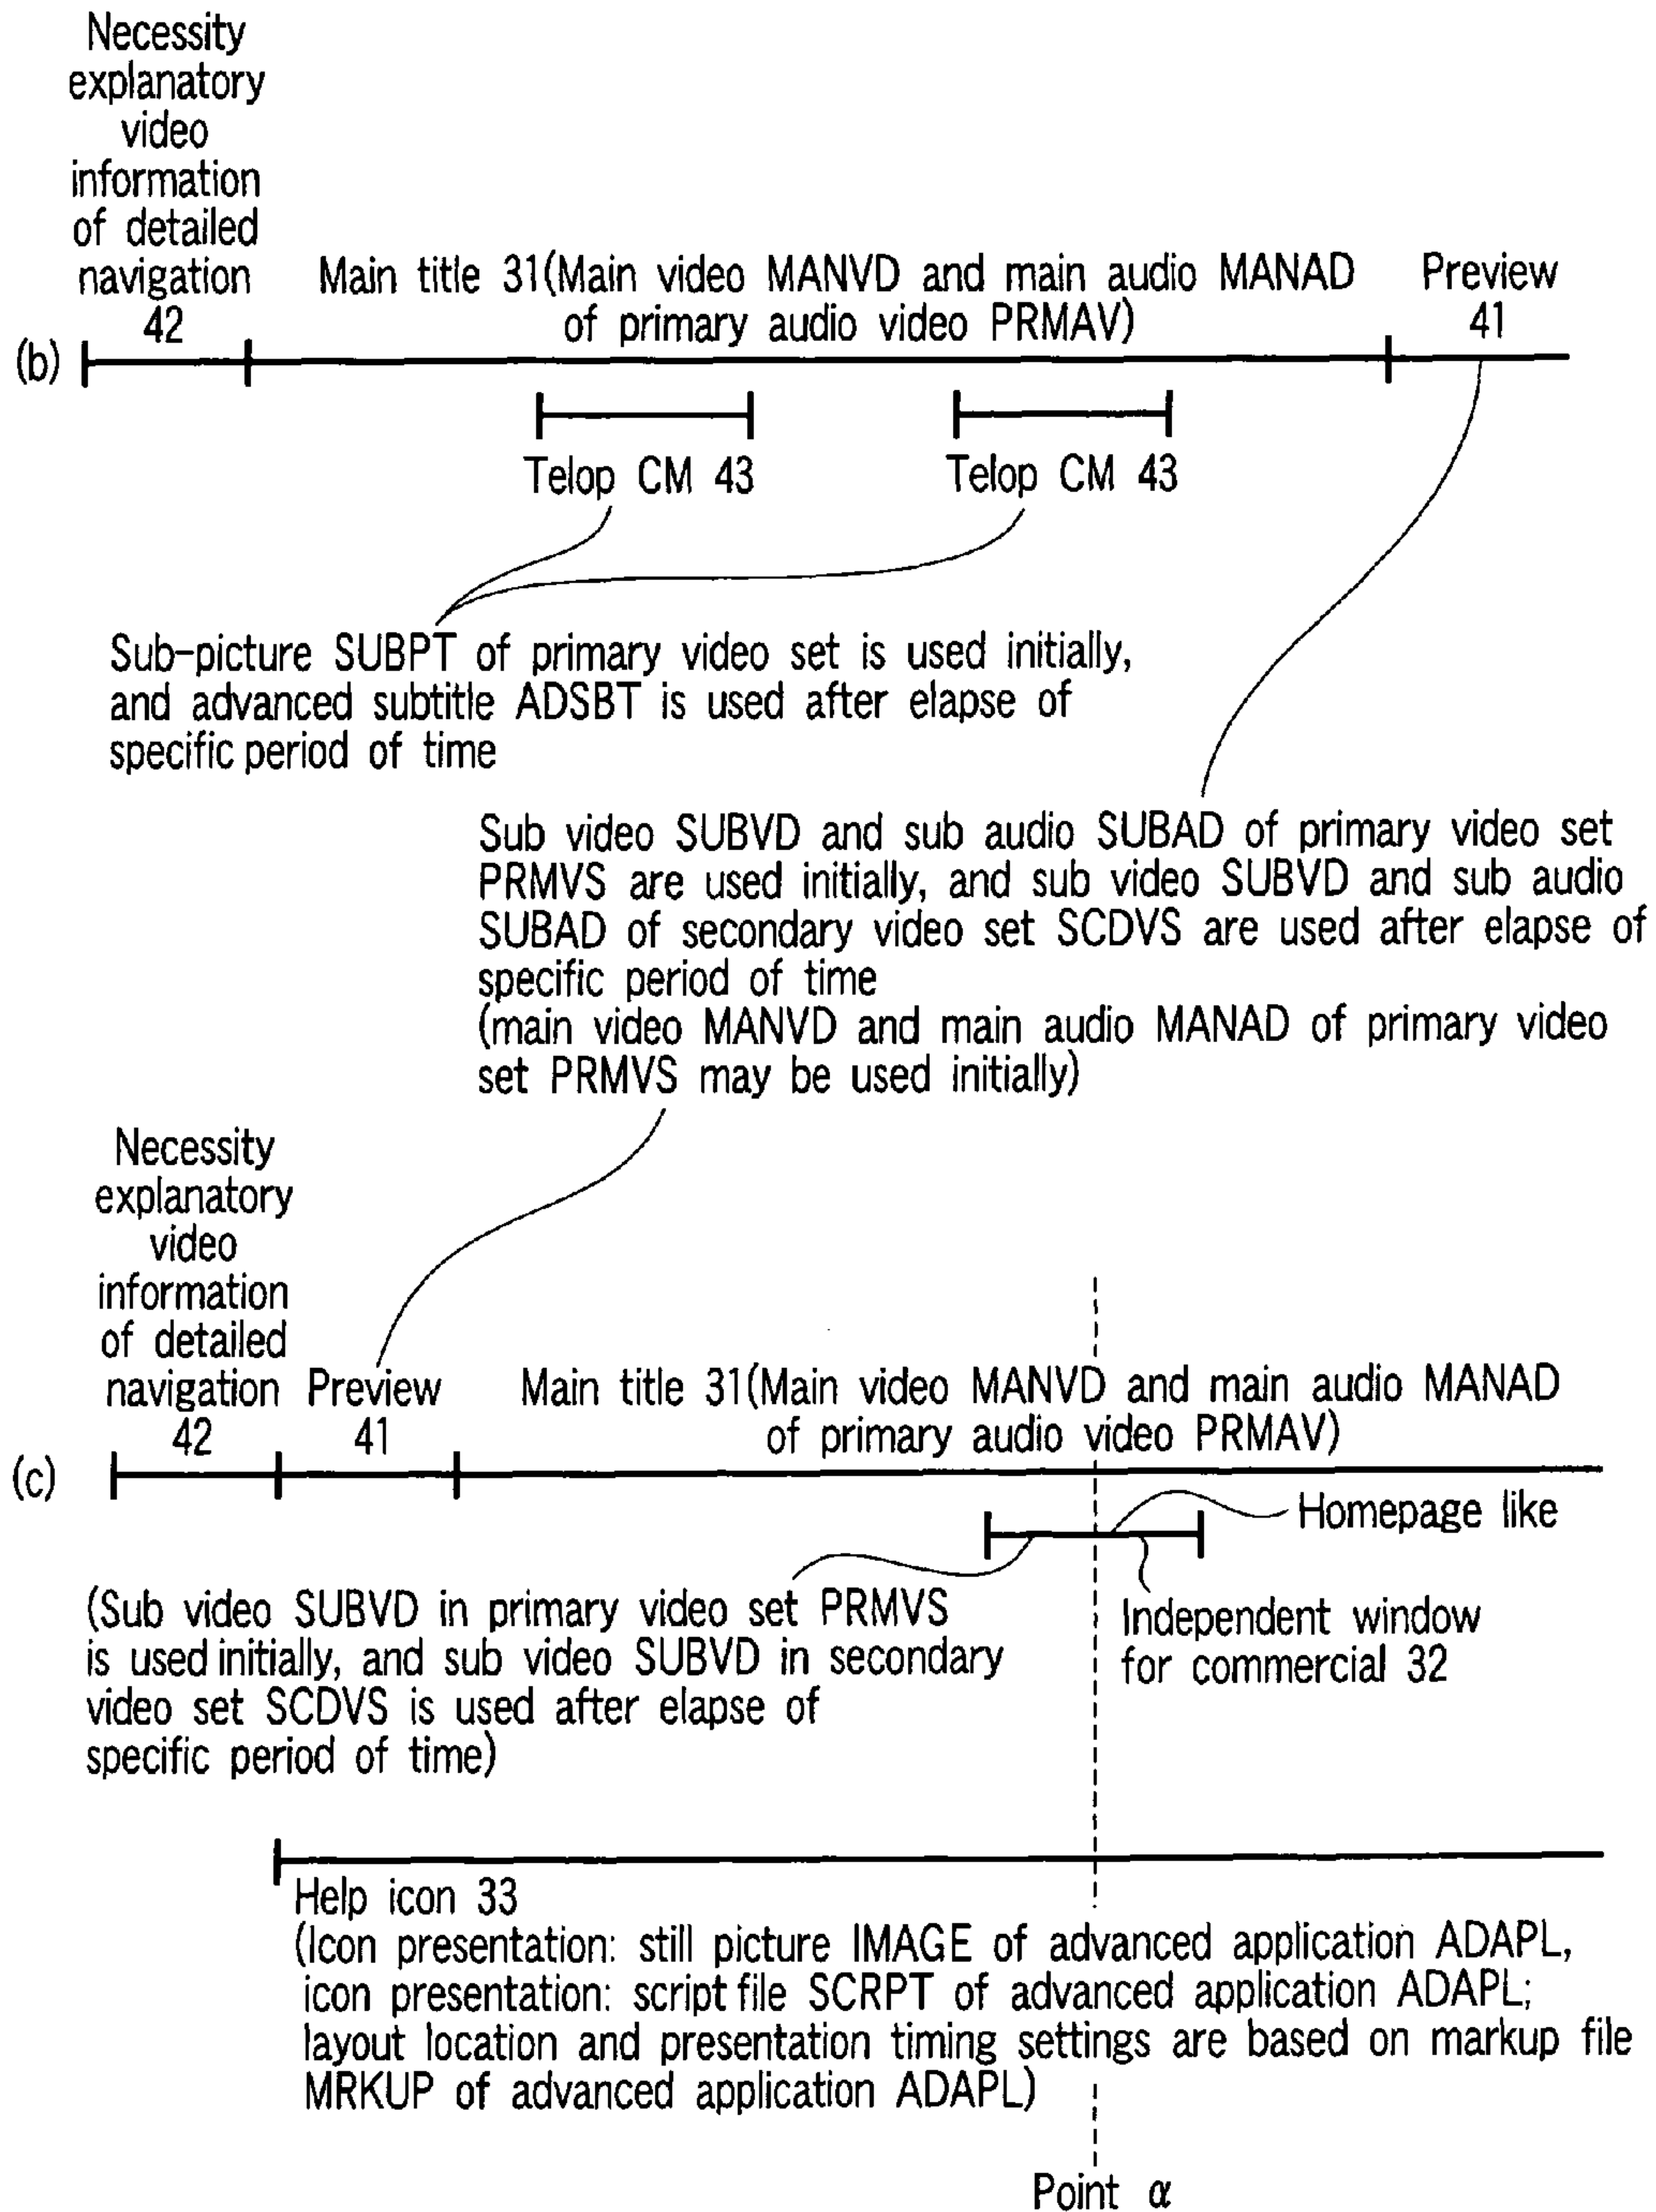 Necessity
explanatory
video
information
of detailed
navigation
42
Main title 31(Main video MANVD and main audio MANAD
of primary audio video PRMAV)
Preview
41
(b)
Telop CM 43
Telop CM 43
Sub-picture SUBPT of primary video set is used initially,
and advanced subtitle ADSBT is used after elapse of
specific period of time
Sub video SUBVD and sub audio SUBAD of primary video set
PRMVS are used initially, and sub video SUBVD and sub audio
SUBAD of secondary video set SCDVS are used after elapse of
specific period of time
(main video MANVD and main audio MANAD of primary video
set PRMVS may be used initially)
Necessity
explanatory
video
information
of detailed
navigation
42
Preview
41
Main title 31(Main video MANVD and main audio MANAD
of primary audio video PRMAV)
(c)
Homepage like
(Sub video SUBVD in primary video set PRMVS
is used initially, and sub video SUBVD in secondary
video set SCDVS is used after elapse of
specific period of time)
Independent window
for commercial 32
Help icon 33
(Icon presentation: still picture IMAGE of advanced application ADAPL,
icon presentation: script file SCRPT of advanced application ADAPL;
layout location and presentation timing settings are based on markup file
MRKUP of advanced application ADAPL)
Point α